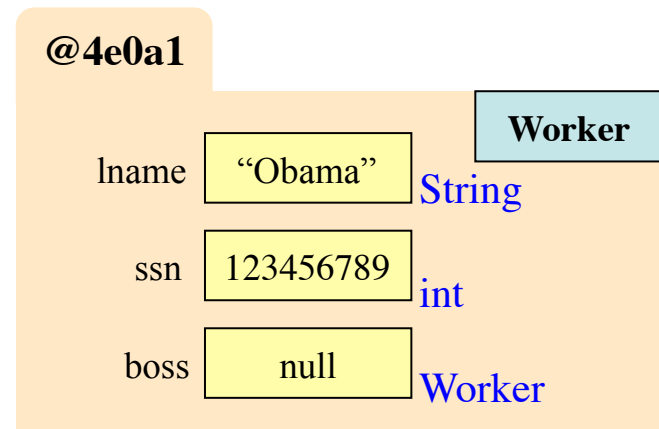 @4e0a1
Worker
lname “Obama” String
ssn 123456789 int
boss null Worker